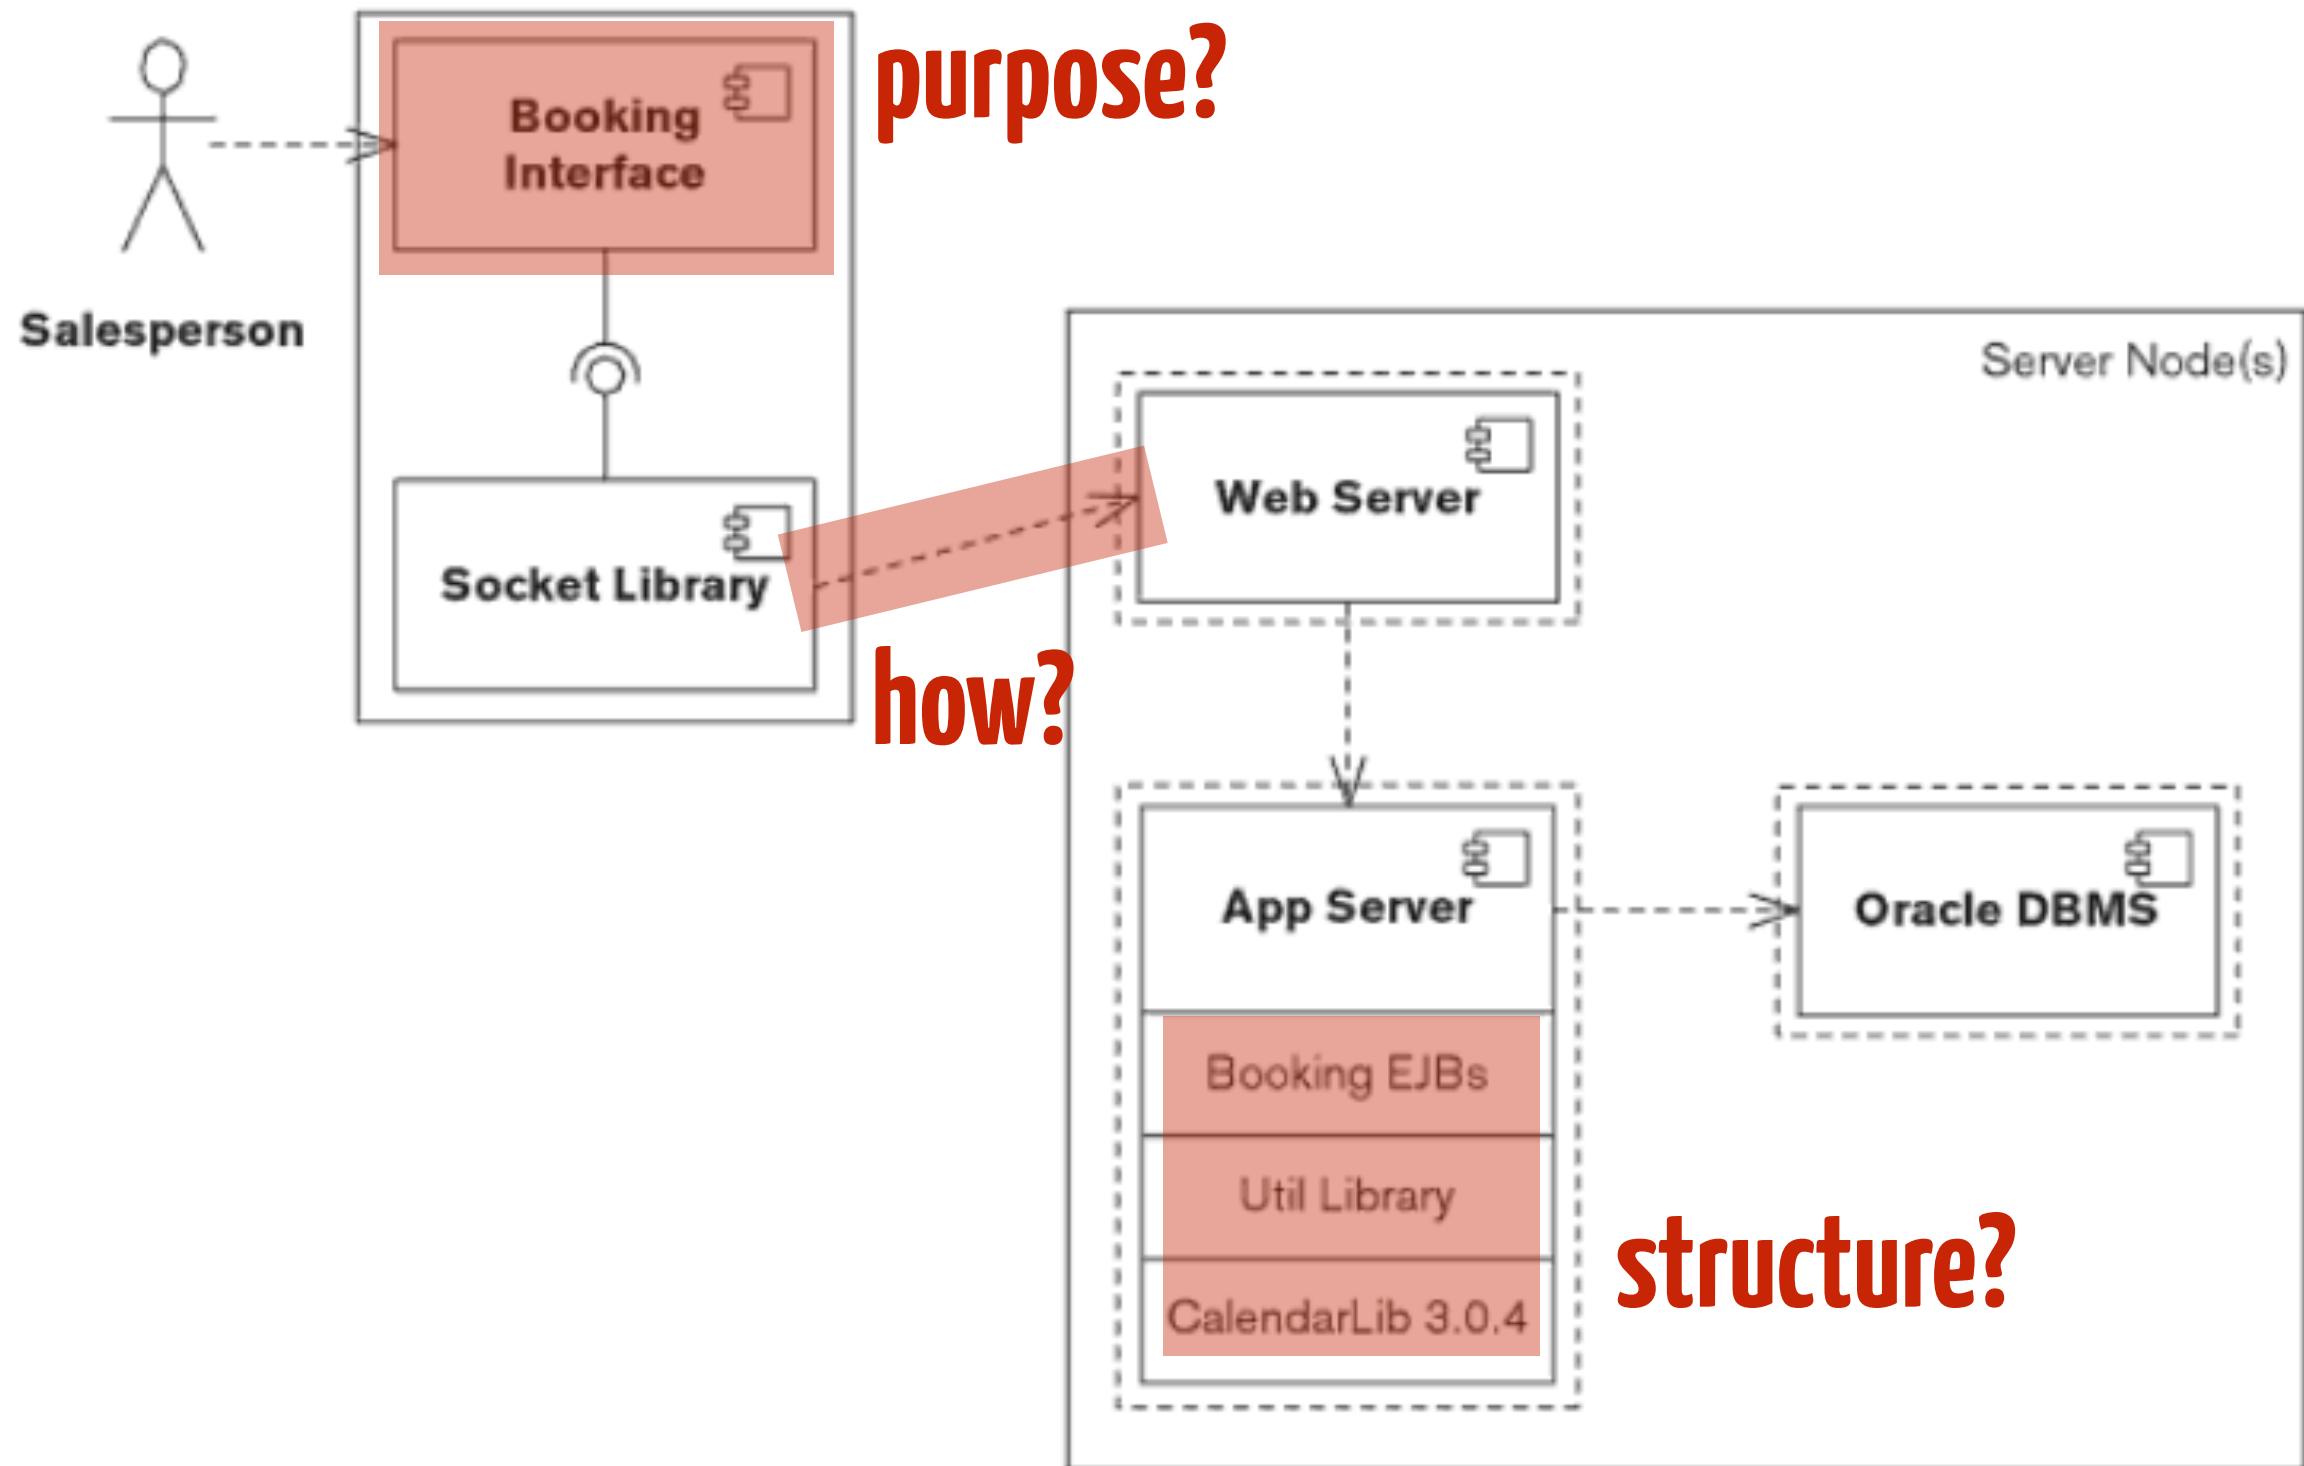 Booking
Interface
purpose?
Salesperson
Server Node(s)
Web Server
Socket Library
how?
App Server
Oracle DBMS
Booking EJBs
Util Library
CalendarLib 3.0.4
structure?